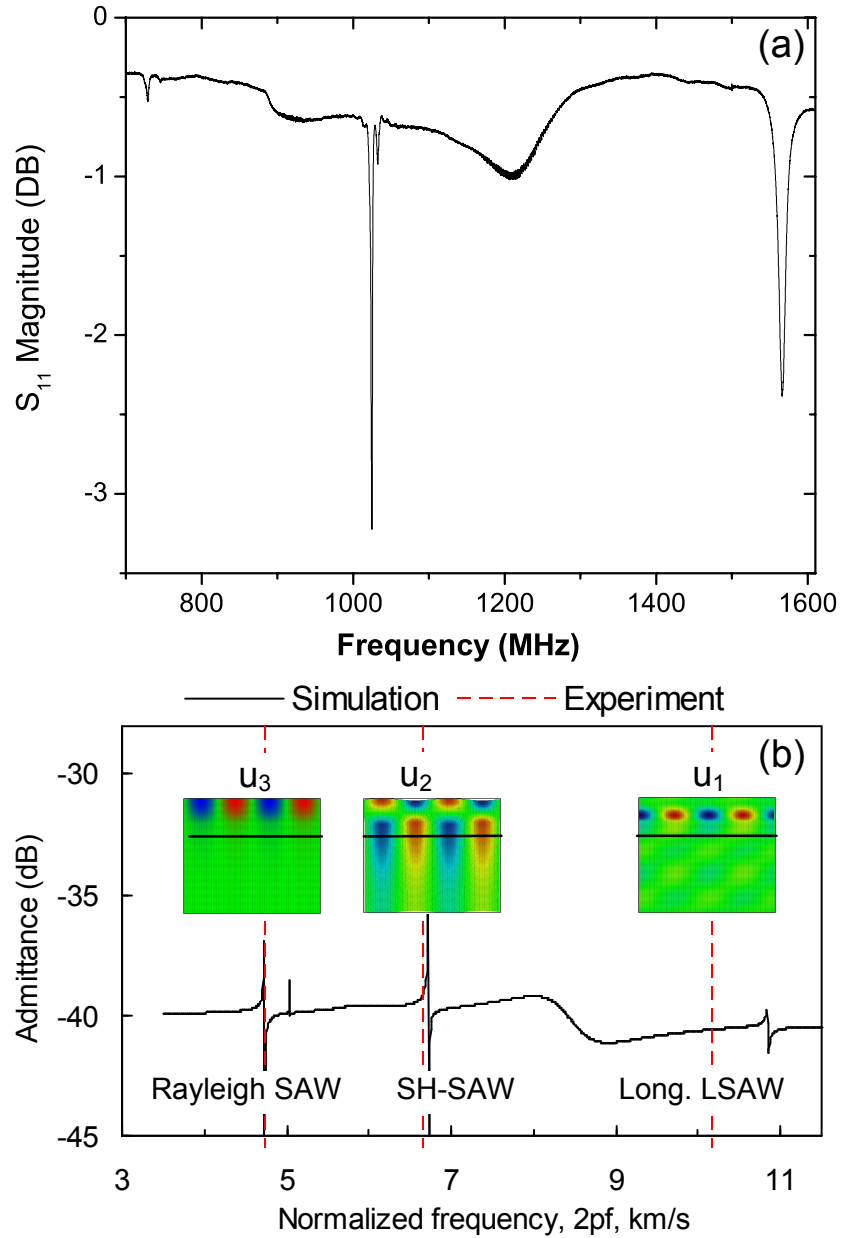 (a)
0
-1
-2
-3
S11 Magnitude (DB)
800 1000 1200 1400 1600
Frequency (MHz)
Simulation Experiment
(b)
u3 u2 u1
-30
-35
-40
-45
Admittance (dB)
Rayleigh SAW SH-SAW Long. LSAW
3 5 7 9 11
Normalized frequency, 2pf, km/s